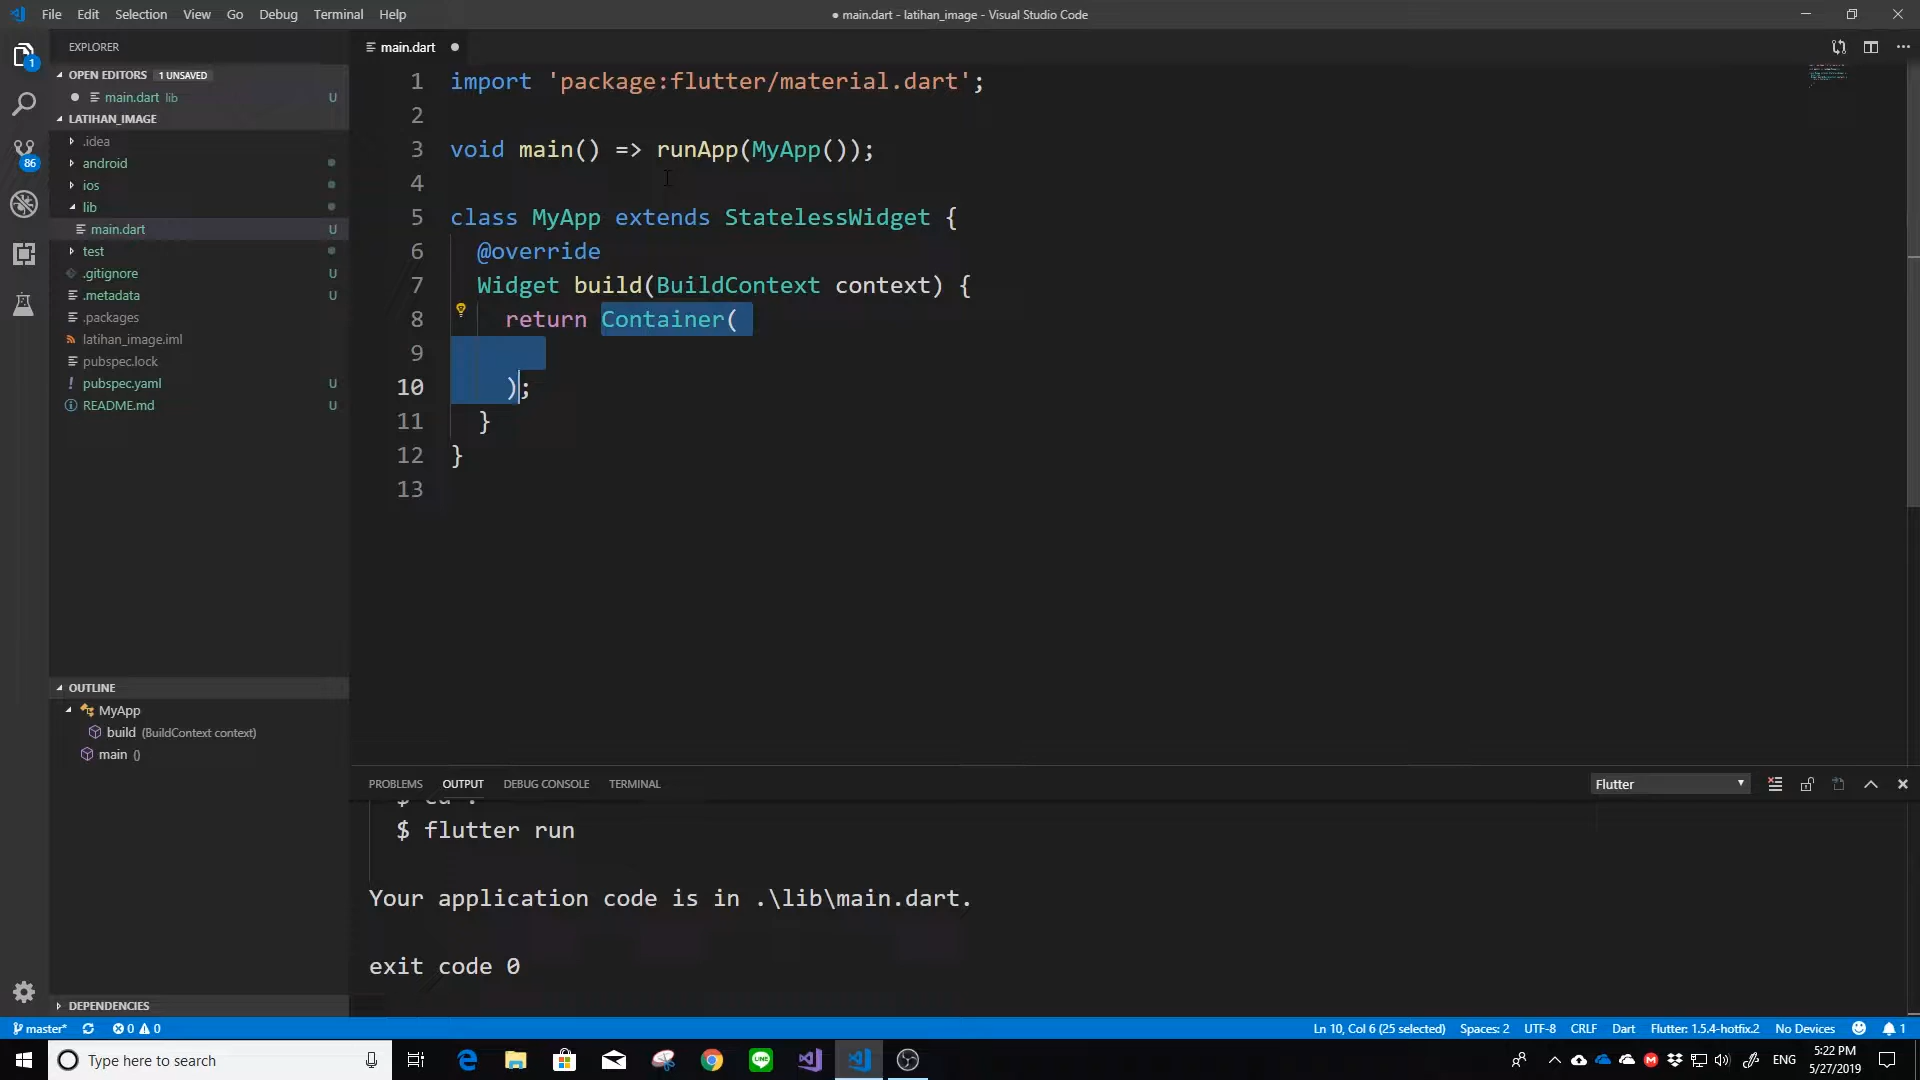 File Edit Selection View Go Debug Terminal Help
● main.dart - latihan_image - Visual Studio Code
EXPLORER
OPEN EDITORS 1 UNSAVED
main.dart lib U
LATIHAN_IMAGE
.idea
android
ios
lib
main.dart U
test
.gitignore U
.metadata U
.packages
latihan_image.iml
pubspec.lock
pubspec.yaml U
README.md U
OUTLINE
MyApp
build (BuildContext context)
main ()
DEPENDENCIES
1
86
main.dart
1 import 'package:flutter/material.dart';
2
3 void main() => runApp(MyApp());
4
5 class MyApp extends StatelessWidget {
6 @override
7 Widget build(BuildContext context) {
8 return Container(
9
10 );
11 }
12 }
13
PROBLEMS OUTPUT DEBUG CONSOLE TERMINAL
Flutter
$ flutter run
Your application code is in .\lib\main.dart.
exit code 0
master* 0 0
Ln 10, Col 6 (25 selected) Spaces: 2 UTF-8 CRLF Dart Flutter: 1.5.4-hotfix.2 No Devices 1
Type here to search
LINE
ENG
5:22 PM
5/27/2019